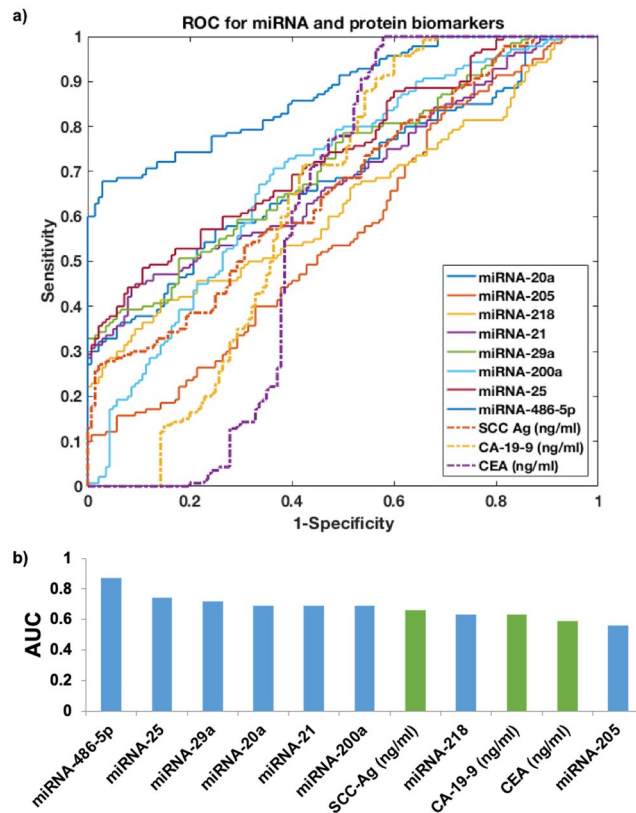 a)
ROC for miRNA and protein biomarkers
1
0.9
0.8
0.7
0.6
0.5
0.4
0.3
0.2
0.1
0
Sensitivity
0 0.2 0.4 0.6 0.8 1
1-Specificity
miRNA-20a
miRNA-205
miRNA-218
miRNA-21
miRNA-29a
miRNA-200a
miRNA-25
miRNA-486-5p
SCC Ag (ng/ml)
CA-19-9 (ng/ml)
CEA (ng/ml)
b)
1
0.8
0.6
0.4
0.2
0
AUC
miRNA-486-5p
miRNA-25
miRNA-29a
miRNA-20a
miRNA-21
miRNA-200a
SCC-Ag (ng/ml)
miRNA-218
CA-19-9 (ng/ml)
CEA (ng/ml)
miRNA-205